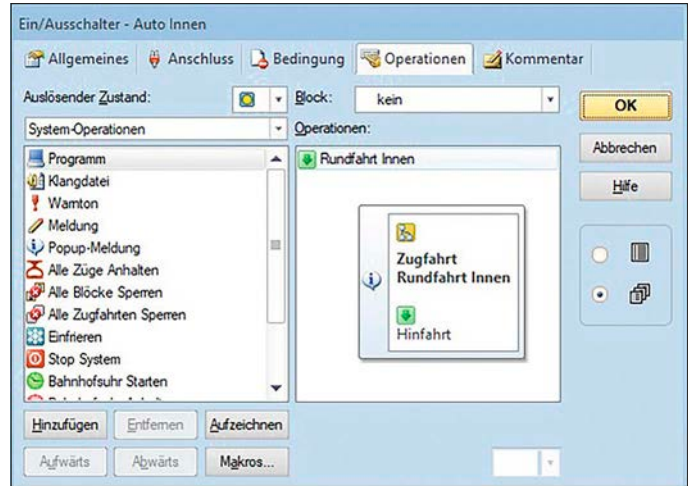 Ein/Ausschalter - Auto Innen
Allgemeines Anschluss Bedingung Operationen Kommentar
Auslösender Zustand:
Block:
kein
OK
System-Operationen
Operationen:
Abbrechen
Programm
Klangdatei
Warnton
Meldung
Popup-Meldung
Alle Züge Anhalten
Alle Blöcke Sperren
Alle Zugfahrten Sperren
Einfrieren
Stop System
Bahnhofsuhr Starten
Rundfahrt Innen
Zugfahrt
Rundfahrt Innen
Hinfahrt
Hilfe
Hinzufügen Entfernen Aufzeichnen
Aufwärts Abwärts Makros...